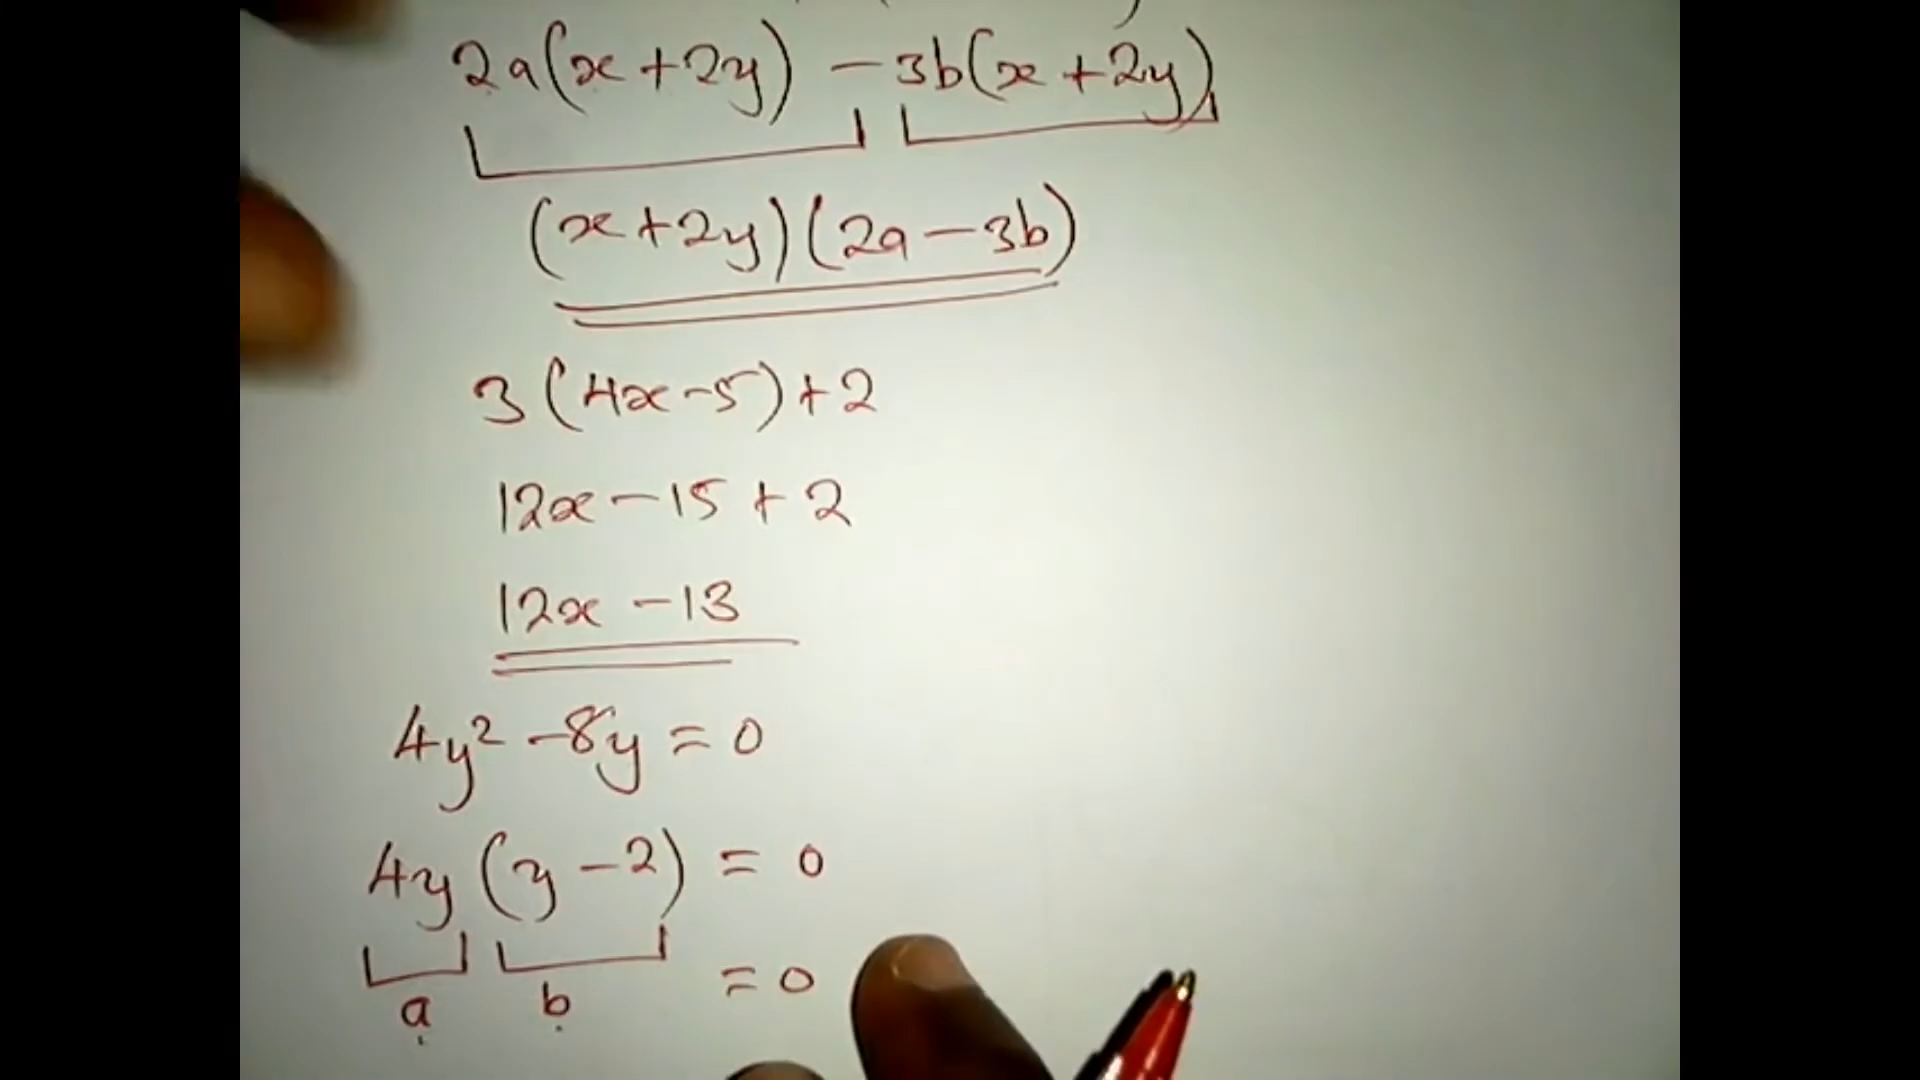 2a(x+2y) -3b(x+2y)
(x+2y)(2a-3b)
3(4x-5)+2
12x-15+2
12x-13
4y²-8y=0
4y(y-2)=0
a b =0